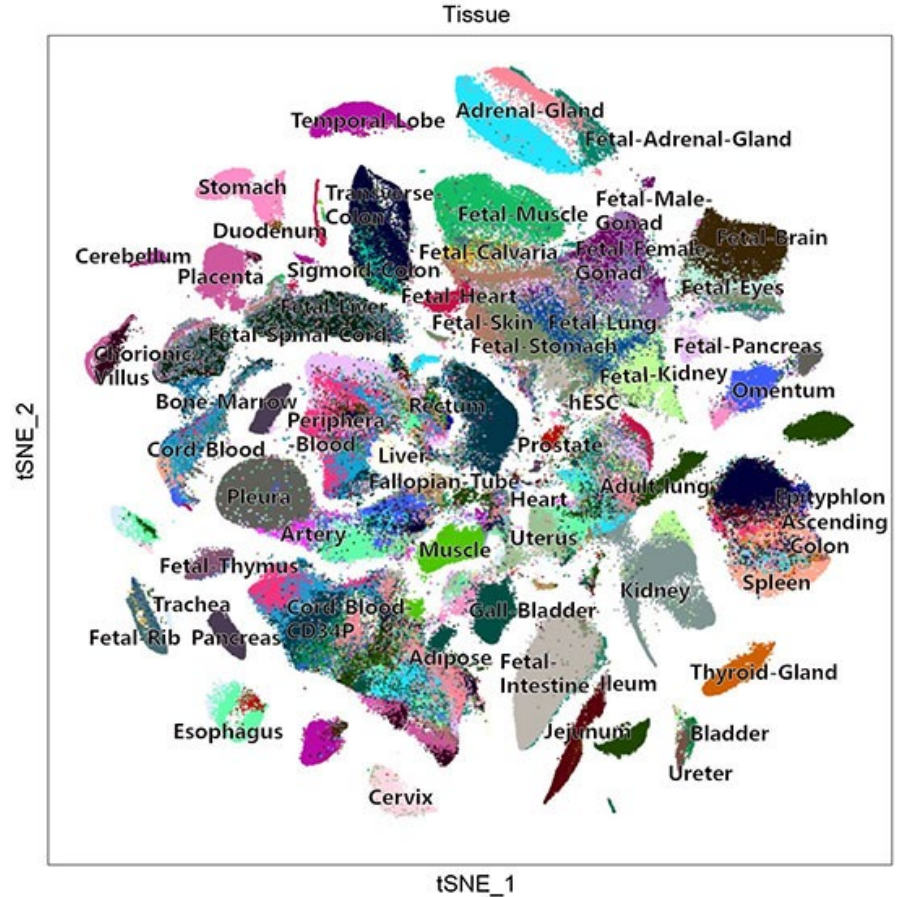 Tissue
Adrenal-Gland
Temporal-Lobe
Fetal-Adrenal-Gland
Stomach
Transverse-
Colon
Fetal-Male-
Gonad
Fetal-Muscle
Duodenum
Fetal-Brain
Fetal-Calvaria
Fetal-Female-
Gonad
Cerebellum
Placenta
Sigmoid-Colon
Fetal-Eyes
Fetal-Heart
Fetal-Liver
Fetal-Skin
Fetal-Lung
Fetal-Spinal-Cord
Fetal-Stomach
Fetal-Pancreas
Chorionic-
Villus
Fetal-Kidney
Omentum
Bone-Marrow
Rectum
hESC
Periphera
Blood
Cord-Blood
Liver
Prostate
Fallopian-Tube
Adult-lung
Pleura
Heart
Epityphlon
Ascending
Colon
Artery
Muscle
Uterus
Fetal-Thymus
Spleen
Kidney
Trachea
Cord-Blood
CD34P
Gall-Bladder
Fetal-Rib
Pancreas
Adipose
Fetal-
Intestine
Ileum
Thyroid-Gland
Esophagus
Jejunum
Bladder
Ureter
Cervix
tSNE_2
tSNE_1